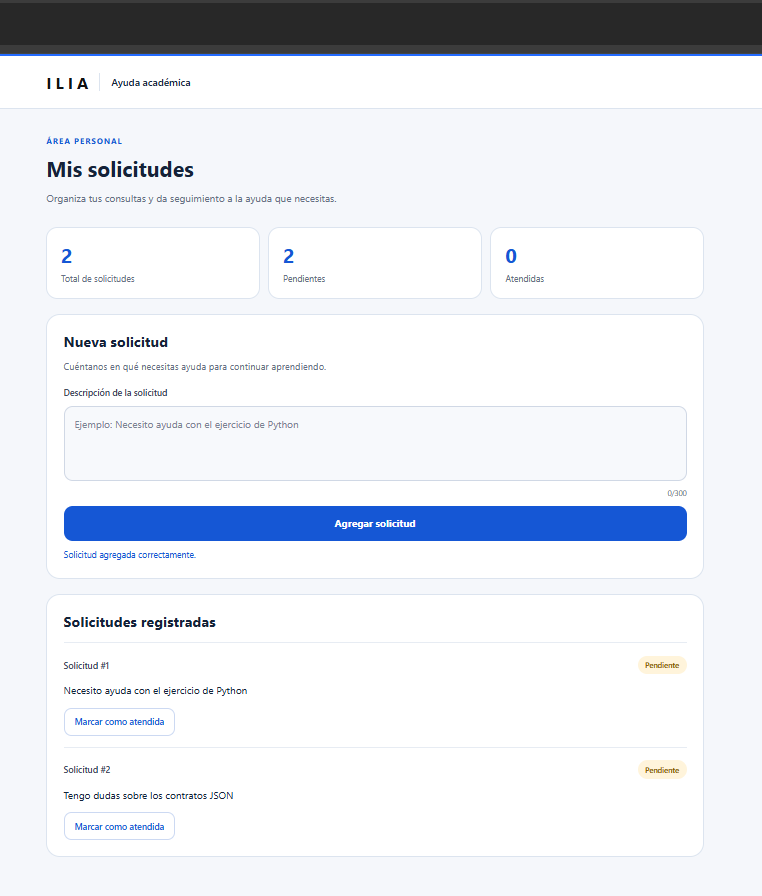 ILIA
Ayuda académica
ÁREA PERSONAL
Mis solicitudes
Organiza tus consultas y da seguimiento a la ayuda que necesitas.
2
Total de solicitudes
2
Pendientes
0
Atendidas
Nueva solicitud
Cuéntanos en qué necesitas ayuda para continuar aprendiendo.
Descripción de la solicitud
Ejemplo: Necesito ayuda con el ejercicio de Python
0/300
Agregar solicitud
Solicitud agregada correctamente.
Solicitudes registradas
Solicitud #1
Pendiente
Necesito ayuda con el ejercicio de Python
Marcar como atendida
Solicitud #2
Pendiente
Tengo dudas sobre los contratos JSON
Marcar como atendida